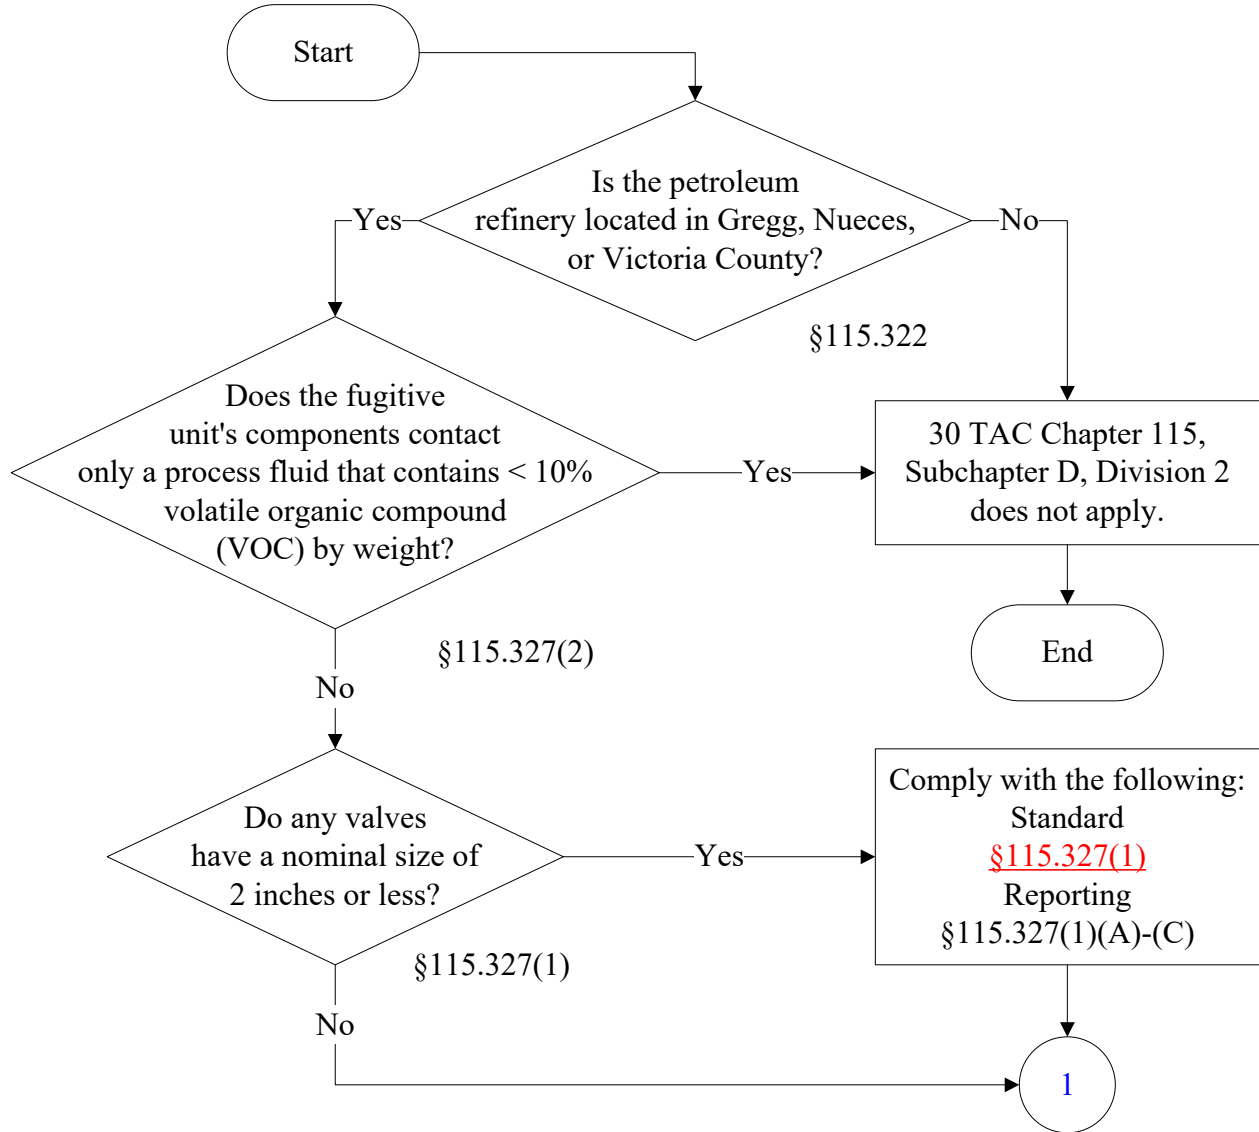 Start
Is the petroleum
refinery located in Gregg, Nueces,
or Victoria County?
Yes
No
§115.322
Does the fugitive
unit's components contact
only a process fluid that contains < 10%
volatile organic compound
(VOC) by weight?
Yes
30 TAC Chapter 115,
Subchapter D, Division 2
does not apply.
§115.327(2)
No
End
Do any valves
have a nominal size of
2 inches or less?
Yes
Comply with the following:
Standard
§115.327(1)
Reporting
§115.327(1)(A)-(C)
§115.327(1)
No
1